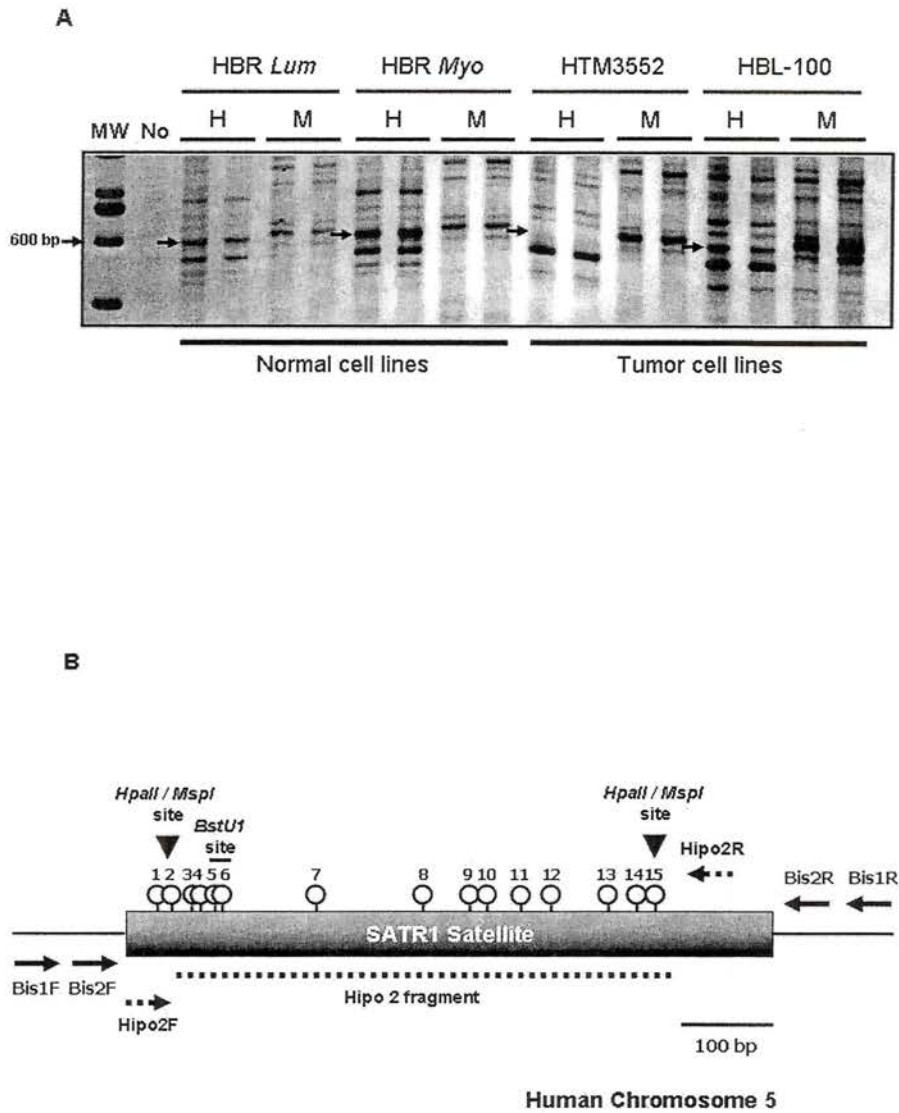 A
HBR Lum HBR Myo HTM3552 HBL-100
MW No H M H M H M H M
600 bp
Normal cell lines Tumor cell lines
B
HpaII / MspI HpaII / MspI
site site
BstU1
site
Hipo2R
1 2 3 4 5 6 7 8 9 10 11 12 13 14 15
Bis2R Bis1R
SATR1 Satellite
Bis1F Bis2F
Hipo 2 fragment
Hipo2F
100 bp
Human Chromosome 5